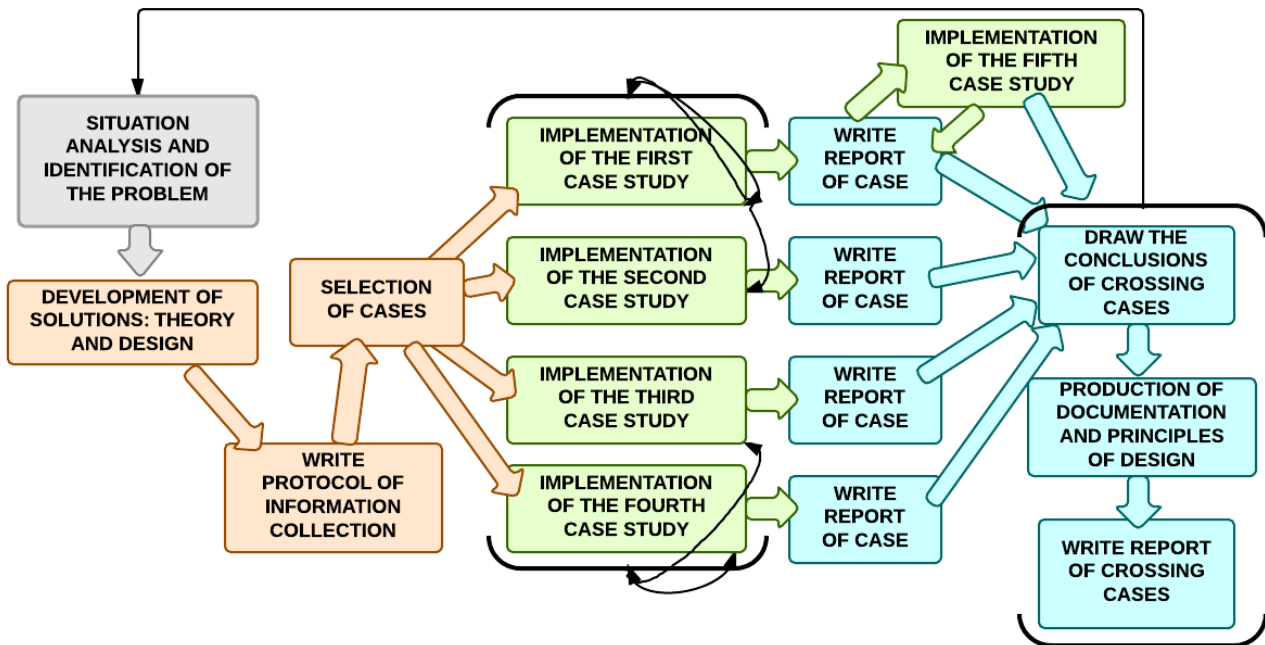 SITUATION
ANALYSIS AND
IDENTIFICATION OF
THE PROBLEM
DEVELOPMENT OF
SOLUTIONS: THEORY
AND DESIGN
WRITE
PROTOCOL OF
INFORMATION
COLLECTION
SELECTION
OF CASES
IMPLEMENTATION
OF THE FIRST
CASE STUDY
IMPLEMENTATION
OF THE SECOND
CASE STUDY
IMPLEMENTATION
OF THE THIRD
CASE STUDY
IMPLEMENTATION
OF THE FOURTH
CASE STUDY
WRITE
REPORT
OF CASE
WRITE
REPORT
OF CASE
WRITE
REPORT
OF CASE
WRITE
REPORT
OF CASE
IMPLEMENTATION
OF THE FIFTH
CASE STUDY
DRAW THE
CONCLUSIONS
OF CROSSING
CASES
PRODUCTION OF
DOCUMENTATION
AND PRINCIPLES
OF DESIGN
WRITE REPORT
OF CROSSING
CASES